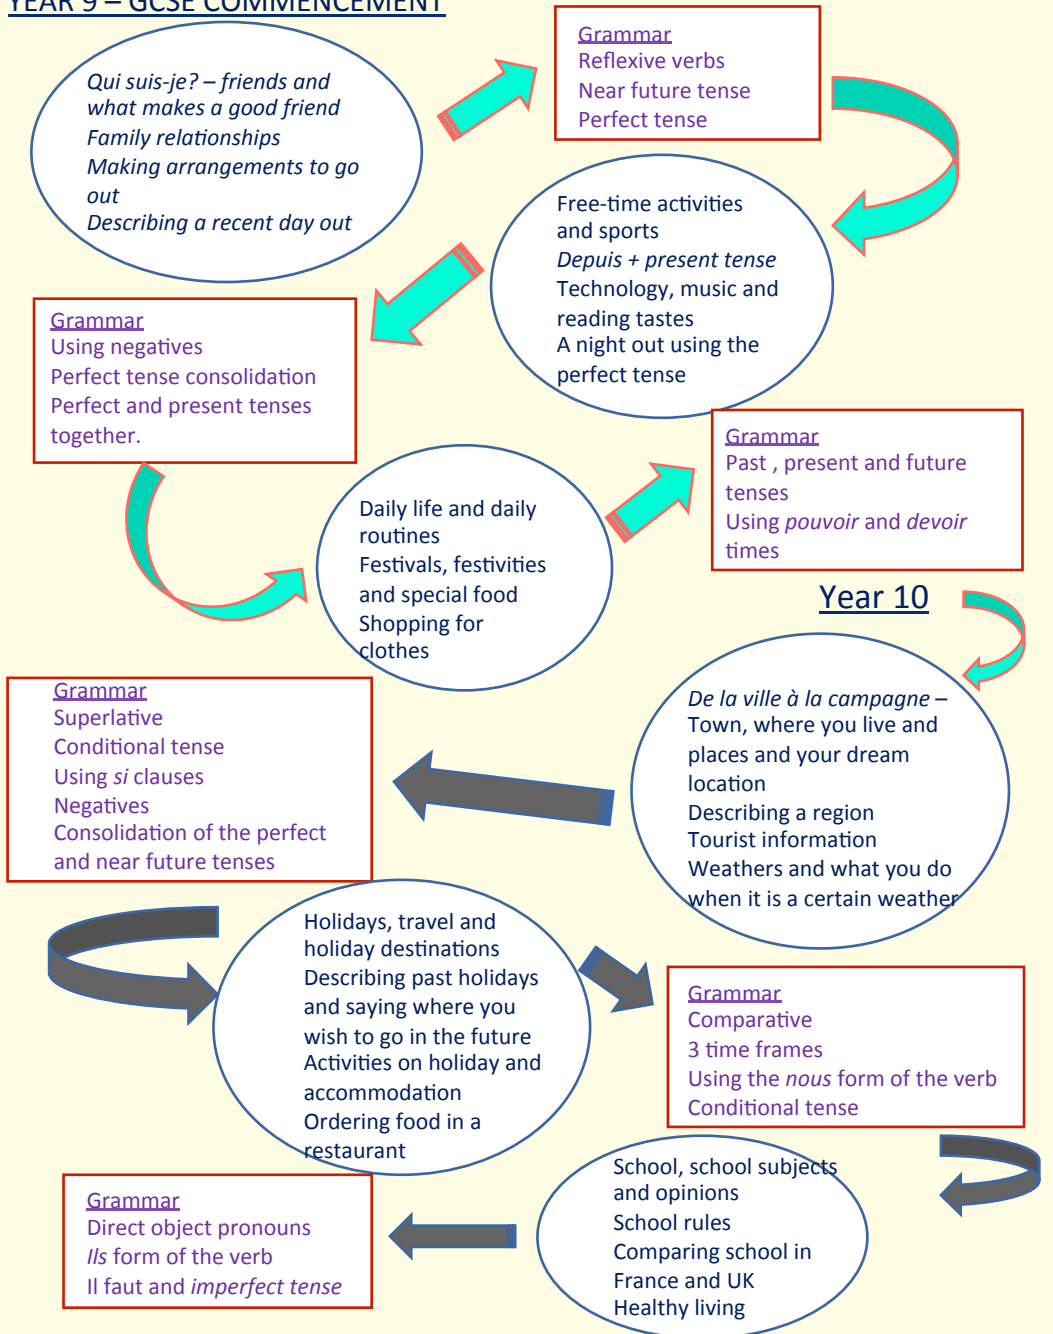 YEAR 9 – GCSE COMMENCEMENT
Qui suis-je? – friends and
what makes a good friend
Family relationships
Making arrangements to go
out
Describing a recent day out
Grammar
Reflexive verbs
Near future tense
Perfect tense
Free-time activities
and sports
Depuis + present tense
Technology, music and
reading tastes
A night out using the
perfect tense
Grammar
Using negatives
Perfect tense consolidation
Perfect and present tenses
together.
Daily life and daily
routines
Festivals, festivities
and special food
Shopping for
clothes
Grammar
Past , present and future
tenses
Using pouvoir and devoir
times
Year 10
De la ville à la campagne –
Town, where you live and
places and your dream
location
Describing a region
Tourist information
Weathers and what you do
when it is a certain weather
Grammar
Superlative
Conditional tense
Using si clauses
Negatives
Consolidation of the perfect
and near future tenses
Holidays, travel and
holiday destinations
Describing past holidays
and saying where you
wish to go in the future
Activities on holiday and
accommodation
Ordering food in a
restaurant
Grammar
Comparative
3 time frames
Using the nous form of the verb
Conditional tense
School, school subjects
and opinions
School rules
Comparing school in
France and UK
Healthy living
Grammar
Direct object pronouns
Ils form of the verb
Il faut and imperfect tense